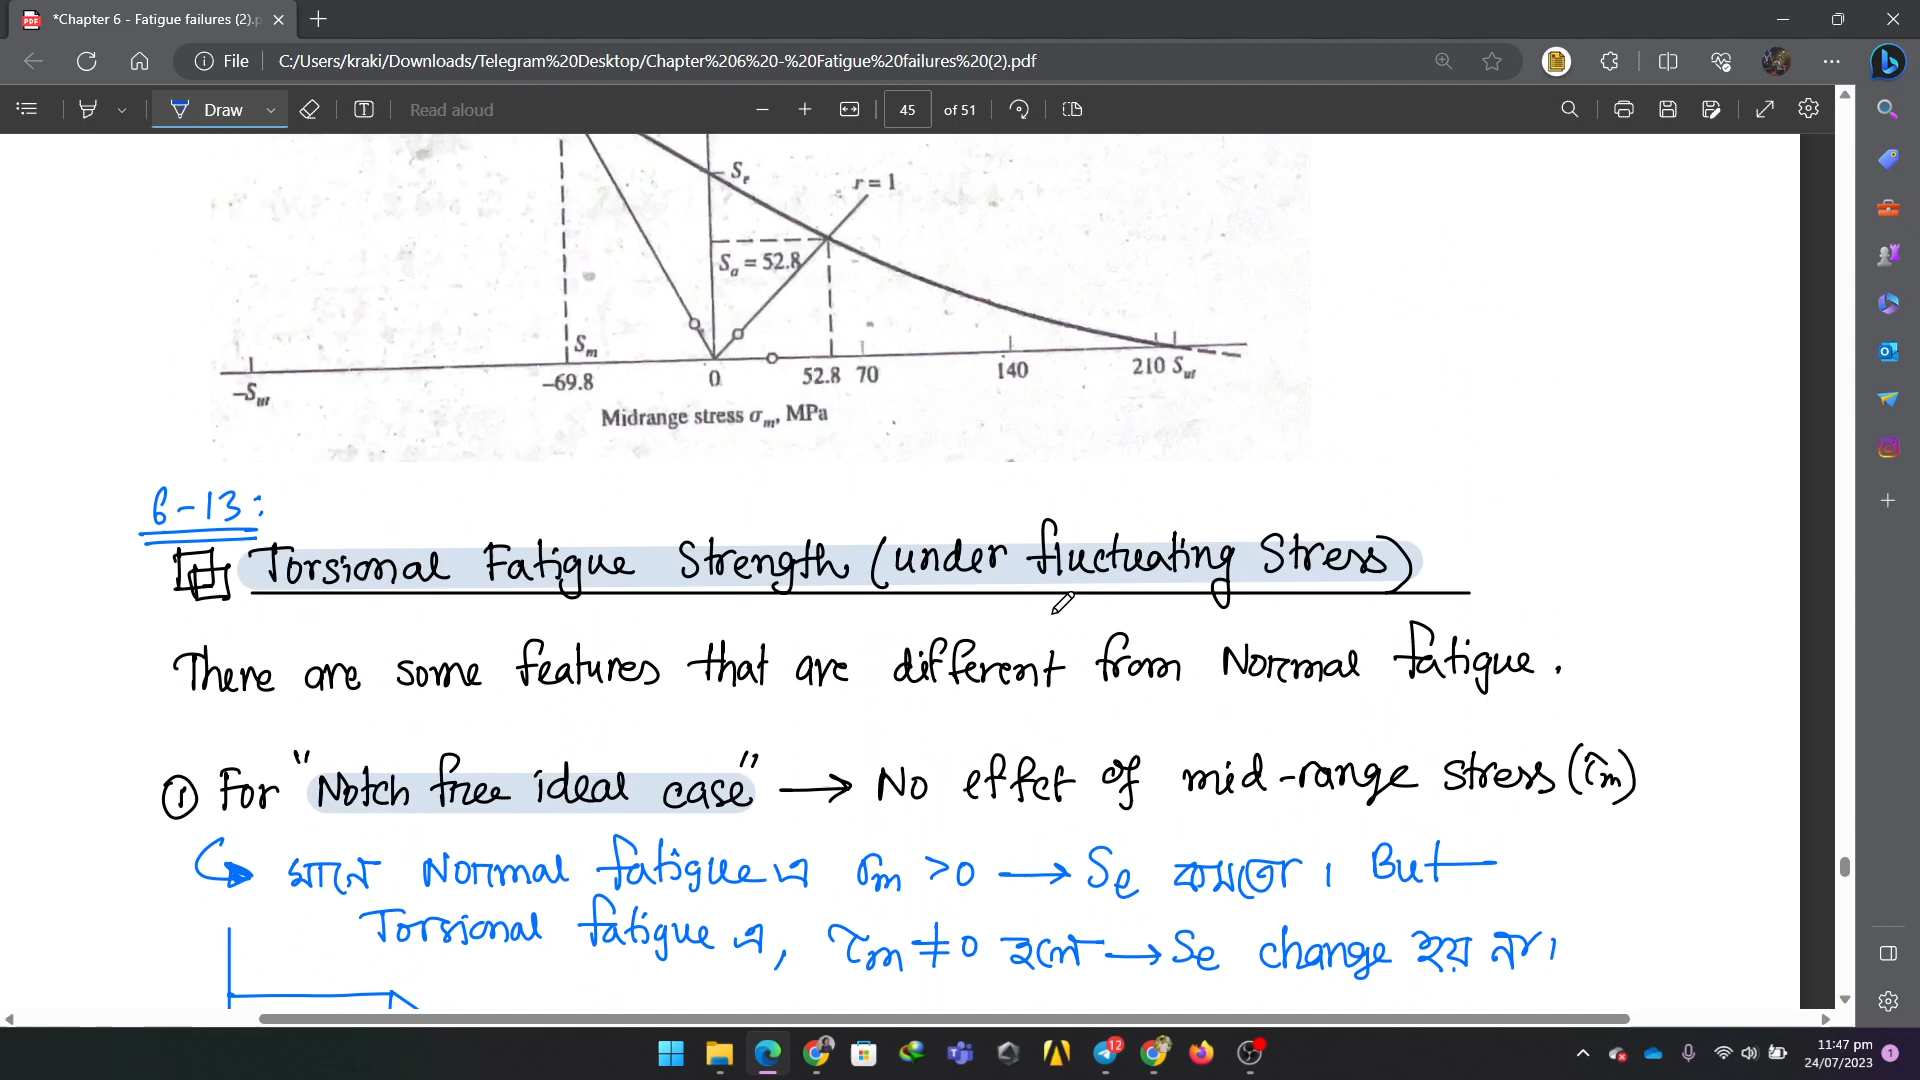 *Chapter 6 - Fatigue failures (2).p
File
C:/Users/kraki/Downloads/Telegram%20Desktop/Chapter%206%20-%20Fatigue%20failures%20(2).pdf
Draw
Read aloud
45
of 51
Se
r = 1
Sa = 52.8
Sm
-Sut
-69.8
0
52.8 70
140
210 Sut
Midrange stress σm, MPa
6-13:
Torsional Fatigue Strength (under fluctuating Stress)
There are some features that are different from Normal fatigue.
① For "Notch free ideal case" → No effect of mid-range stress (τm)
মানে Normal fatigue এ σm >0 → Se কমতো। But
Torsional fatigue এ, τm ≠ 0 হলে → Se change হয় না।
12
11:47 pm
24/07/2023
1